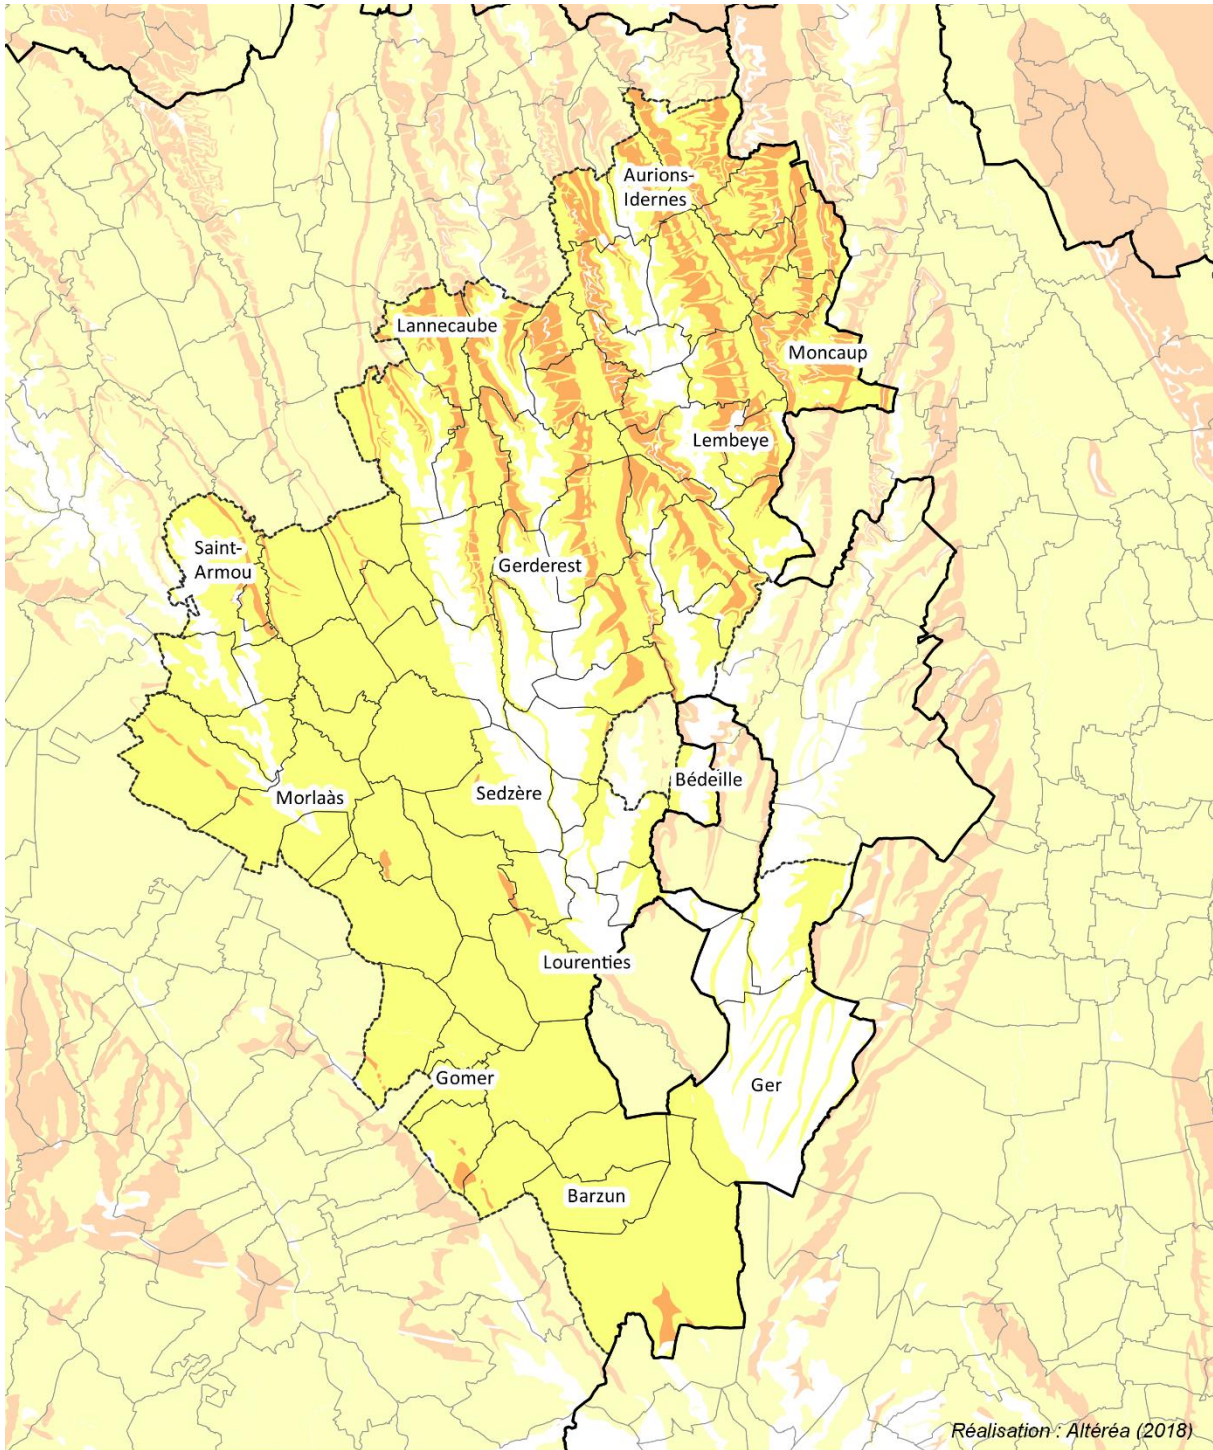 Aurions-
Idernes
Lannecaube
Moncaup
Lembeye
Saint-
Armou
Gerderest
Bédeille
Sedzère
Morlaàs
Lourenties
Gomer
Ger
Barzun
Réalisation : Altéréa (2018)